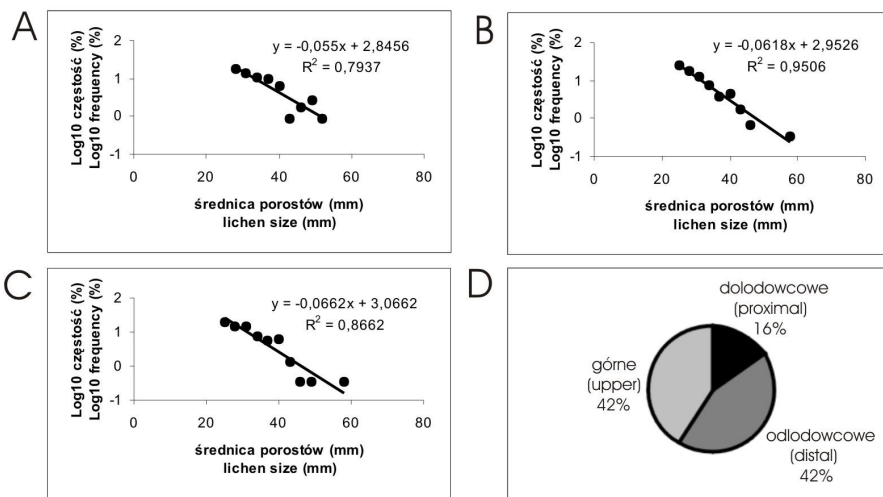 A
y = -0,055x + 2,8456
R² = 0,7937
Log10 częstość (%)
Log10 frequency (%)
2
1
0
-1
0 20 40 60 80
średnica porostów (mm)
lichen size (mm)
B
y = -0,0618x + 2,9526
R² = 0,9506
Log10 częstość (%)
Log10 frequency (%)
2
1
0
-1
0 20 40 60 80
średnica porostów (mm)
lichen size (mm)
C
y = -0,0662x + 3,0662
R² = 0,8662
Log10 częstość (%)
Log10 frequency (%)
2
1
0
-1
0 20 40 60 80
średnica porostów (mm)
lichen size (mm)
D
dolodowcowe
(proximal)
16%
górne
(upper)
42%
odlodowcowe
(distal)
42%